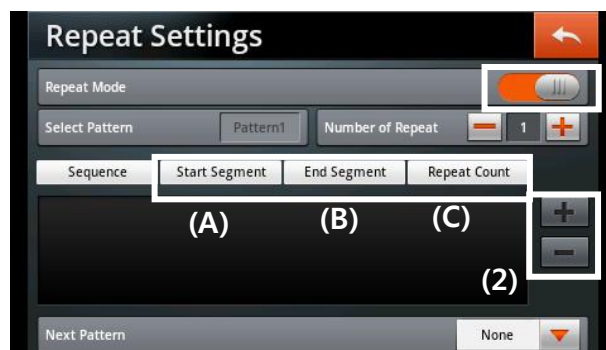 Repeat Settings
Repeat Mode
Select Pattern Pattern1 Number of Repeat − 1 +
Sequence Start Segment End Segment Repeat Count
(A) (B) (C) +
(2) −
Next Pattern None